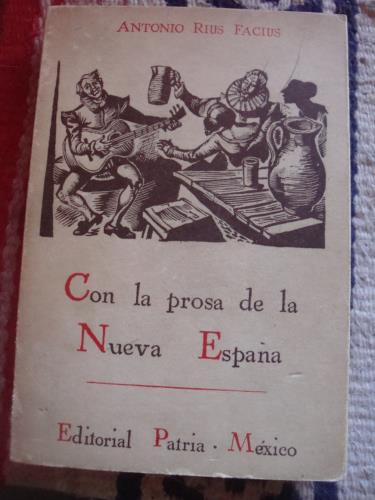 Antonio Rius Facius
Con la prosa de la
Nueva España
Editorial Patria · México